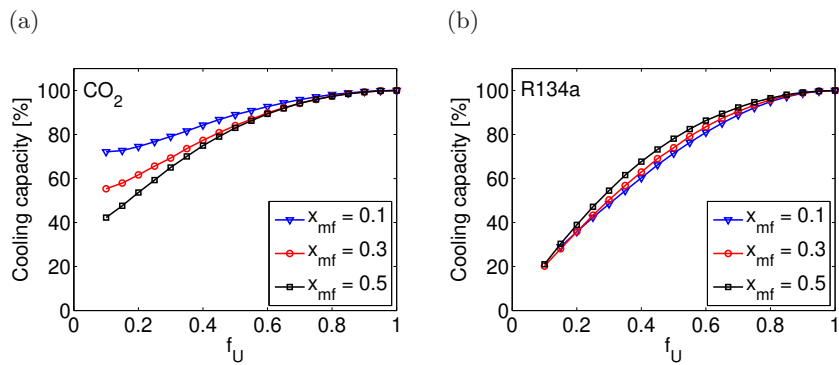 (a)
Cooling capacity [%]
100
80
60
40
20
0
CO2
x_mf = 0.1
x_mf = 0.3
x_mf = 0.5
0 0.2 0.4 0.6 0.8 1
f_U
(b)
Cooling capacity [%]
100
80
60
40
20
0
R134a
x_mf = 0.1
x_mf = 0.3
x_mf = 0.5
0 0.2 0.4 0.6 0.8 1
f_U